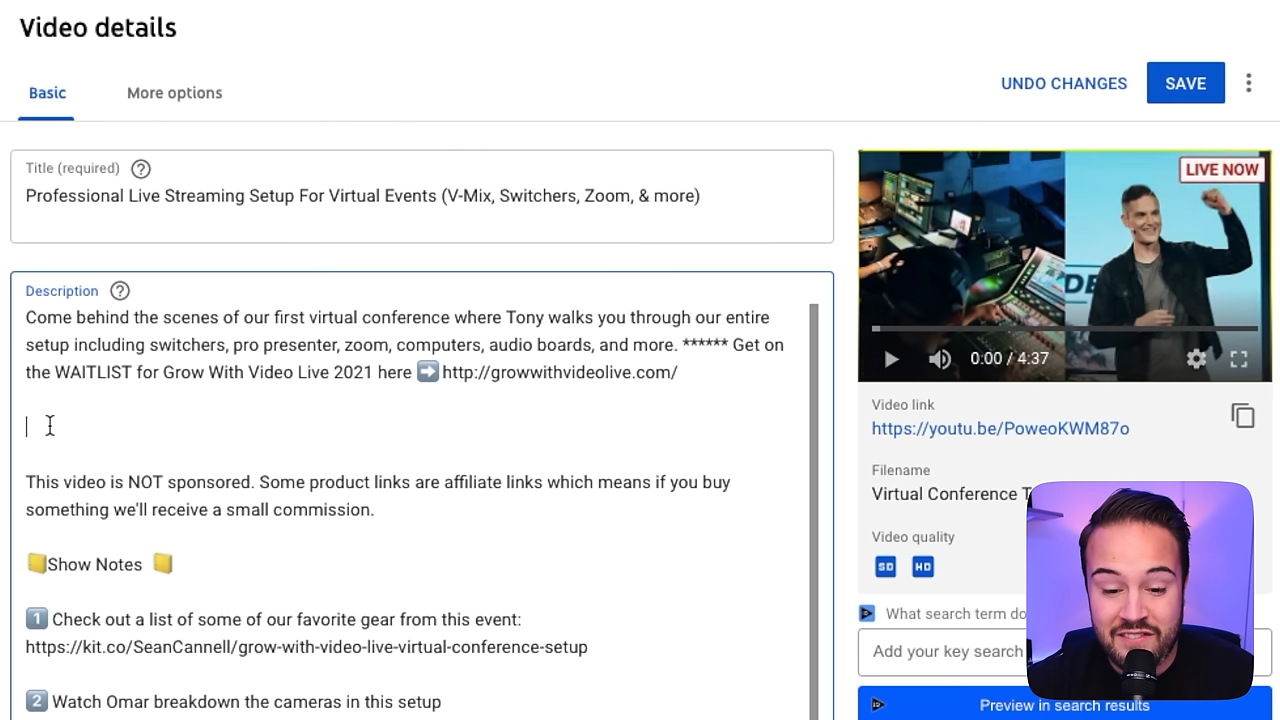 Video details
Basic
More options
UNDO CHANGES
SAVE
Title (required)
Professional Live Streaming Setup For Virtual Events (V-Mix, Switchers, Zoom, & more)
Description
Come behind the scenes of our first virtual conference where Tony walks you through our entire
setup including switchers, pro presenter, zoom, computers, audio boards, and more. ****** Get on
the WAITLIST for Grow With Video Live 2021 here ➡️ http://growwithvideolive.com/
This video is NOT sponsored. Some product links are affiliate links which means if you buy
something we'll receive a small commission.
📒Show Notes 📒
1️⃣ Check out a list of some of our favorite gear from this event:
https://kit.co/SeanCannell/grow-with-video-live-virtual-conference-setup
2️⃣ Watch Omar breakdown the cameras in this setup
LIVE NOW
0:00 / 4:37
Video link
https://youtu.be/PoweoKWM87o
Filename
Virtual Conference T
Video quality
SD HD
What search term do
Add your key search
Preview in search results